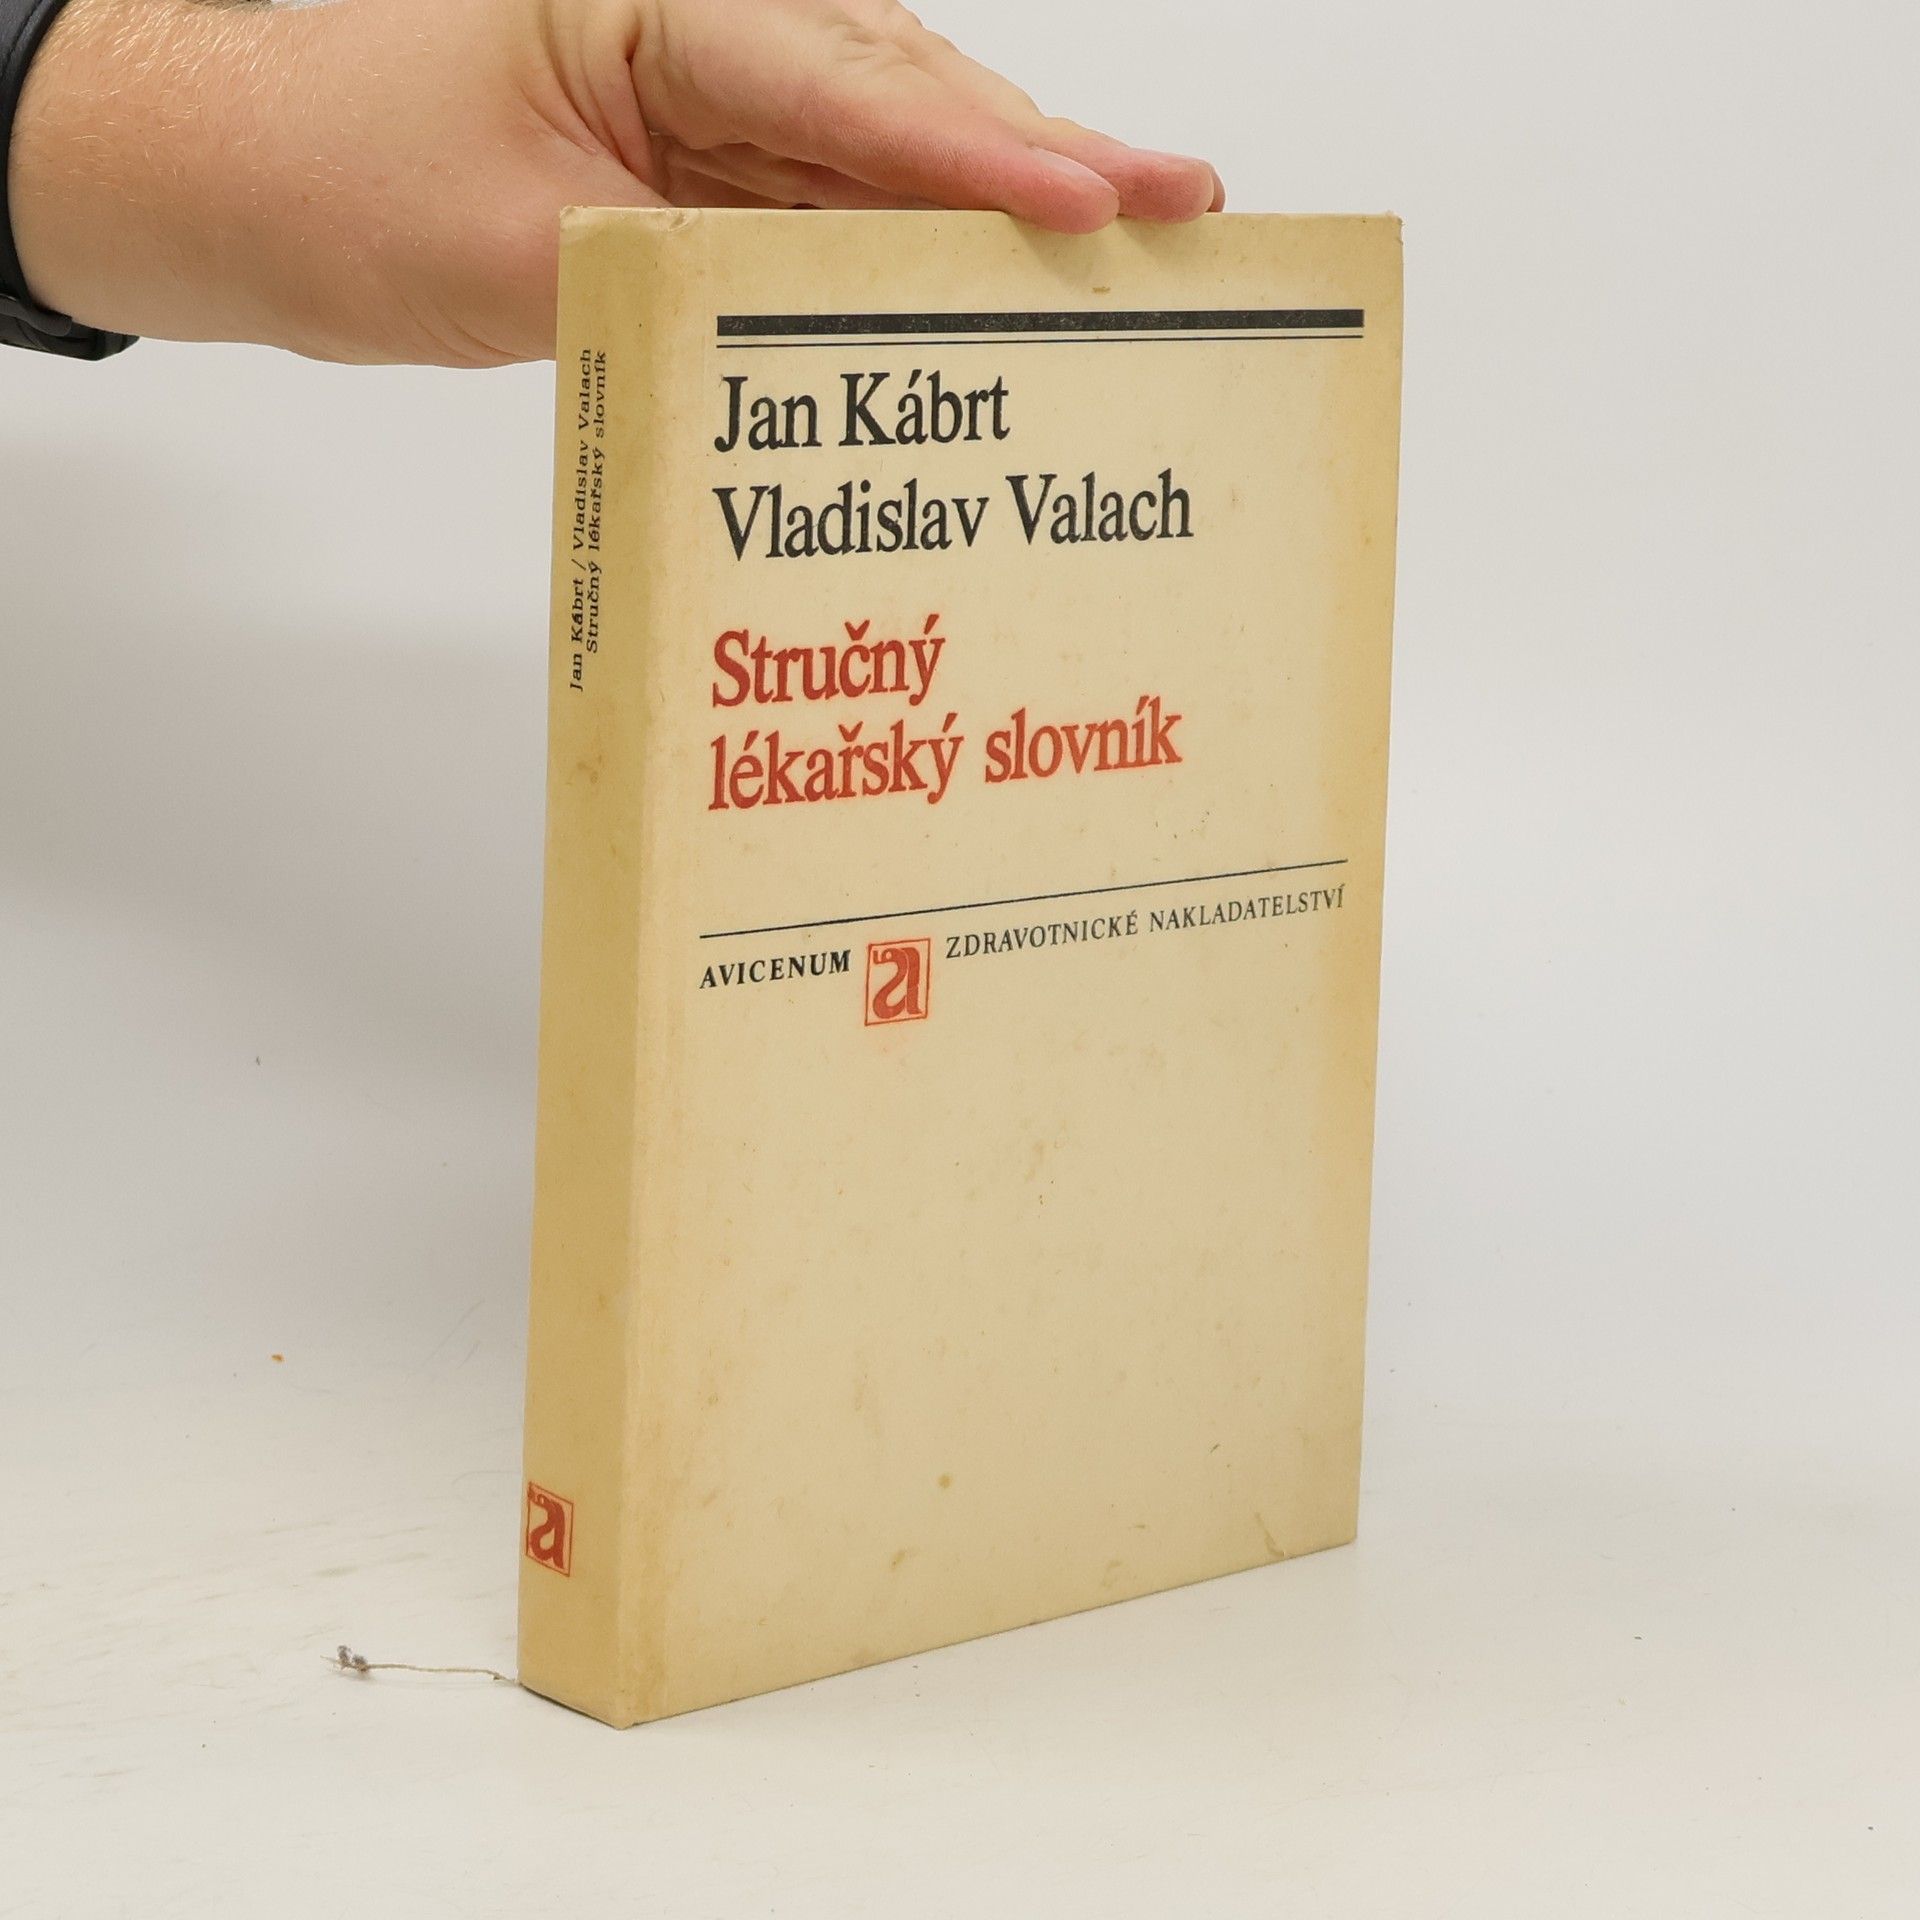 Jan Kábrt / Vladislav Valach
Stručný lékařský slovník
Jan Kábrt
Vladislav Valach
Stručný
lékařský slovník
AVICENUM a ZDRAVOTNICKÉ NAKLADATELSTVÍ
a